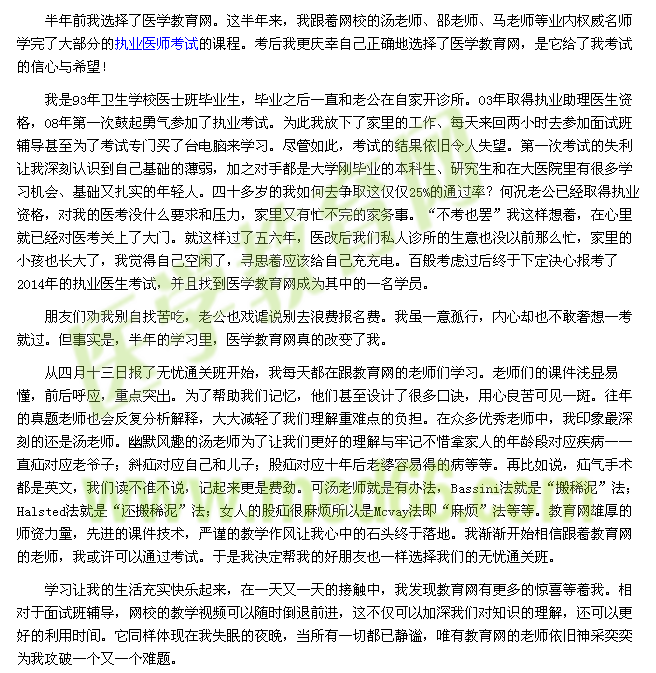 半年前我选择了医学教育网。这半年来，我跟着网校的汤老师、邵老师、马老师等业内权威名师
学完了大部分的执业医师考试的课程。考后我更庆幸自己正确地选择了医学教育网，是它给了我考试
的信心与希望！
我是93年卫生学校医士班毕业生，毕业之后一直和老公在自家开诊所。03年取得执业助理医生资
格，08年第一次鼓起勇气参加了执业考试。为此我放下了家里的工作、每天来回两小时去参加面试班
辅导甚至为了考试专门买了台电脑来学习。尽管如此，考试的结果依旧令人失望。第一次考试的失利
让我深刻认识到自己基础的薄弱，加之对手都是大学刚毕业的本科生、研究生和在大医院里有很多学
习机会、基础又扎实的年轻人。四十多岁的我如何去争取这仅仅25%的通过率？何况老公已经取得执业
资格，对我的医考没什么要求和压力，家里又有忙不完的家务事。“不考也罢”我这样想着，在心里
就已经对医考关上了大门。就这样过了五六年，医改后我们私人诊所的生意也没以前那么忙，家里的
小孩也长大了，我觉得自己空闲了，寻思着应该给自己充充电。百般考虑过后终于下定决心报考了
2014年的执业医生考试，并且找到医学教育网成为其中的一名学员。
朋友们劝我别自找苦吃，老公也戏谑说别去浪费报名费。我虽一意孤行，内心却也不敢奢想一考
就过。但事实是，半年的学习里，医学教育网真的改变了我。
从四月十三日报了无忧通关班开始，我每天都在跟教育网的老师们学习。老师们的课件浅显易
懂，前后呼应，重点突出。为了帮助我们记忆，他们甚至设计了很多口诀，用心良苦可见一斑。往年
的真题老师也会反复分析解释，大大减轻了我们理解重难点的负担。在众多优秀老师中，我印象最深
刻的还是汤老师。幽默风趣的汤老师为了让我们更好的理解与牢记不惜拿家人的年龄段对应疾病——
直疝对应老爷子；斜疝对应自己和儿子；股疝对应十年后老婆容易得的病等等。再比如说，疝气手术
都是英文，我们读不准不说，记起来更是费劲。可汤老师就是有办法，Bassini法就是“搬稀泥”法；
Halsted法就是“还搬稀泥”法；女人的股疝很麻烦所以是Mcvay法即“麻烦”法等等。教育网雄厚的
师资力量，先进的课件技术，严谨的教学作风让我心中的石头终于落地。我渐渐开始相信跟着教育网
的老师，我或许可以通过考试。于是我决定帮我的好朋友也一样选择我们的无忧通关班。
学习让我的生活充实快乐起来，在一天又一天的接触中，我发现教育网有更多的惊喜等着我。相
对于面试班辅导，网校的教学视频可以随时倒退前进，这不仅可以加深我们对知识的理解，还可以更
好的利用时间。它同样体现在我失眠的夜晚，当所有一切都已静谧，唯有教育网的老师依旧神采奕奕
为我攻破一个又一个难题。
医学教育网
www.med66.com